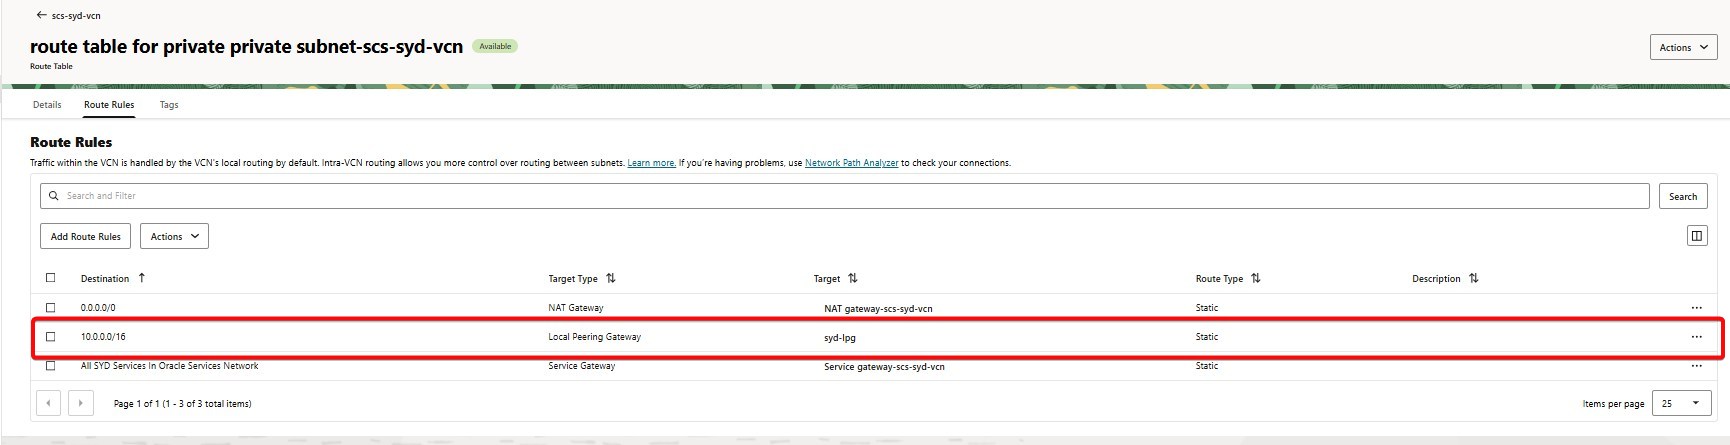 ← scs-syd-vcn
route table for private private subnet-scs-syd-vcn Available
Route Table
Actions
Details Route Rules Tags
Route Rules
Traffic within the VCN is handled by the VCN's local routing by default. Intra-VCN routing allows you more control over routing between subnets. Learn more. If you're having problems, use Network Path Analyzer to check your connections.
Search and Filter Search
Add Route Rules Actions
Destination ↑ Target Type Target Route Type Description
0.0.0.0/0 NAT Gateway NAT gateway-scs-syd-vcn Static ...
10.0.0.0/16 Local Peering Gateway syd-lpg Static ...
All SYD Services In Oracle Services Network Service Gateway Service gateway-scs-syd-vcn Static ...
Page 1 of 1 (1 - 3 of 3 total items) Items per page 25